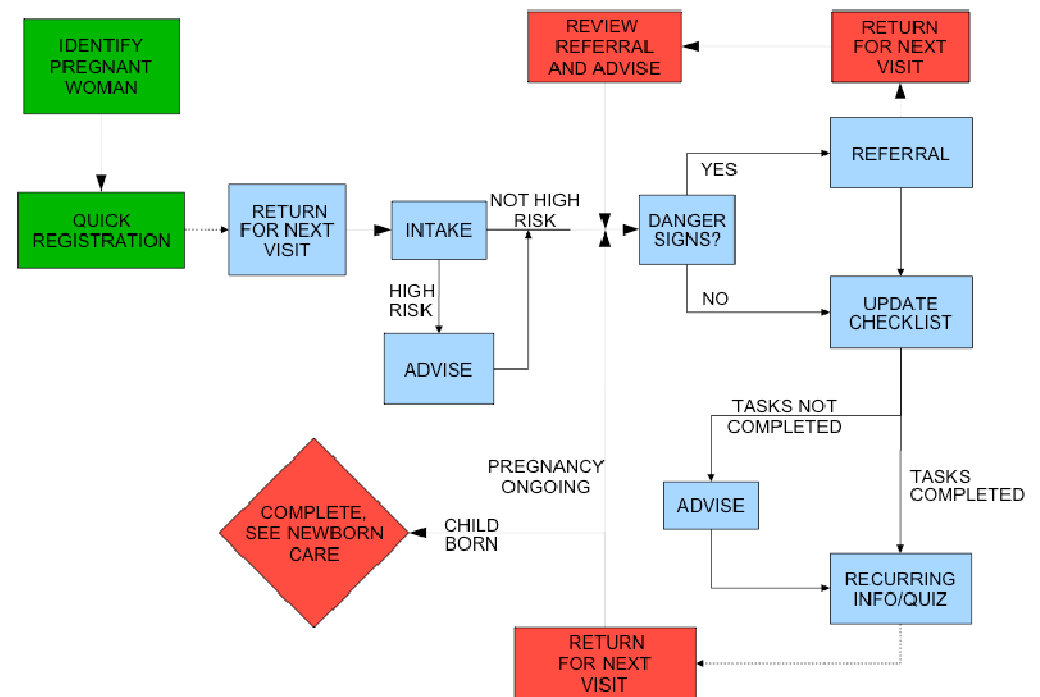 IDENTIFY
PREGNANT
WOMAN
REVIEW
REFERRAL
AND ADVISE
RETURN
FOR NEXT
VISIT
REFERRAL
YES
QUICK
REGISTRATION
RETURN
FOR NEXT
VISIT
INTAKE
NOT HIGH
RISK
DANGER
SIGNS?
HIGH
RISK
NO
UPDATE
CHECKLIST
ADVISE
TASKS NOT
COMPLETED
PREGNANCY
ONGOING
TASKS
COMPLETED
ADVISE
COMPLETE,
SEE NEWBORN
CARE
CHILD
BORN
RECURRING
INFO/QUIZ
RETURN
FOR NEXT
VISIT